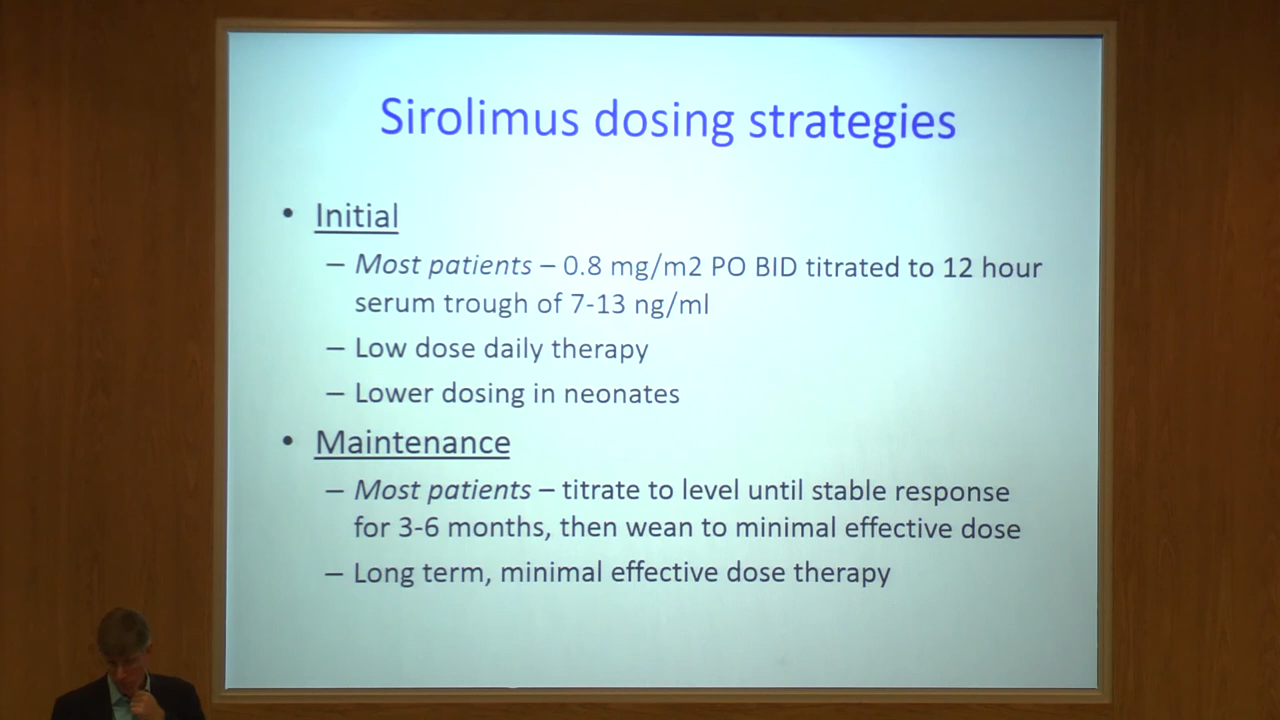 Sirolimus dosing strategies
• Initial
– Most patients – 0.8 mg/m2 PO BID titrated to 12 hour
serum trough of 7-13 ng/ml
– Low dose daily therapy
– Lower dosing in neonates
• Maintenance
– Most patients – titrate to level until stable response
for 3-6 months, then wean to minimal effective dose
– Long term, minimal effective dose therapy